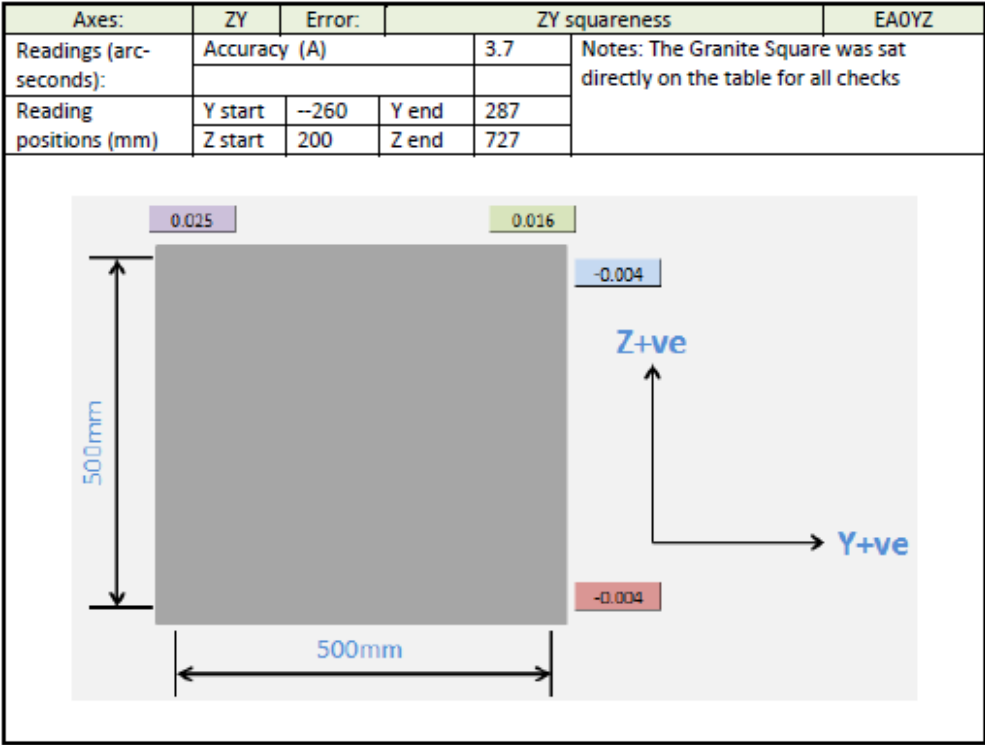 Axes: ZY Error: ZY squareness EA0YZ
Readings (arc- Accuracy (A) 3.7 Notes: The Granite Square was sat
seconds): directly on the table for all checks
Reading Y start --260 Y end 287
positions (mm) Z start 200 Z end 727
0.025 0.016
-0.004
Z+ve
500mm
Y+ve
-0.004
500mm